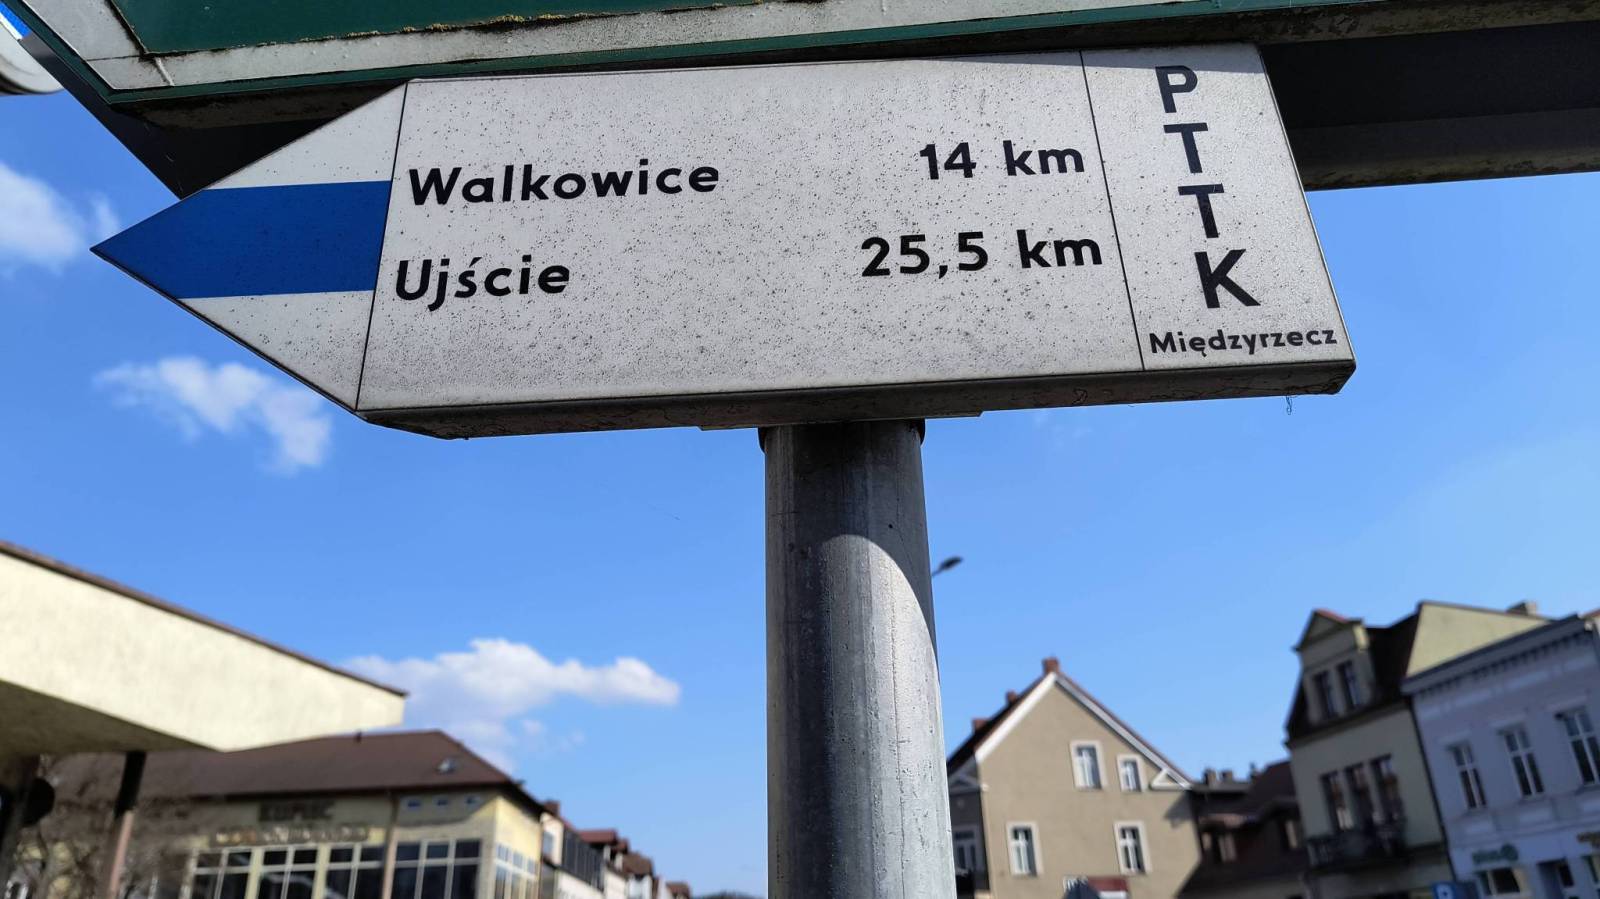 Walkowice 14 km
Ujście 25,5 km
PTTK
Międzyrzecz